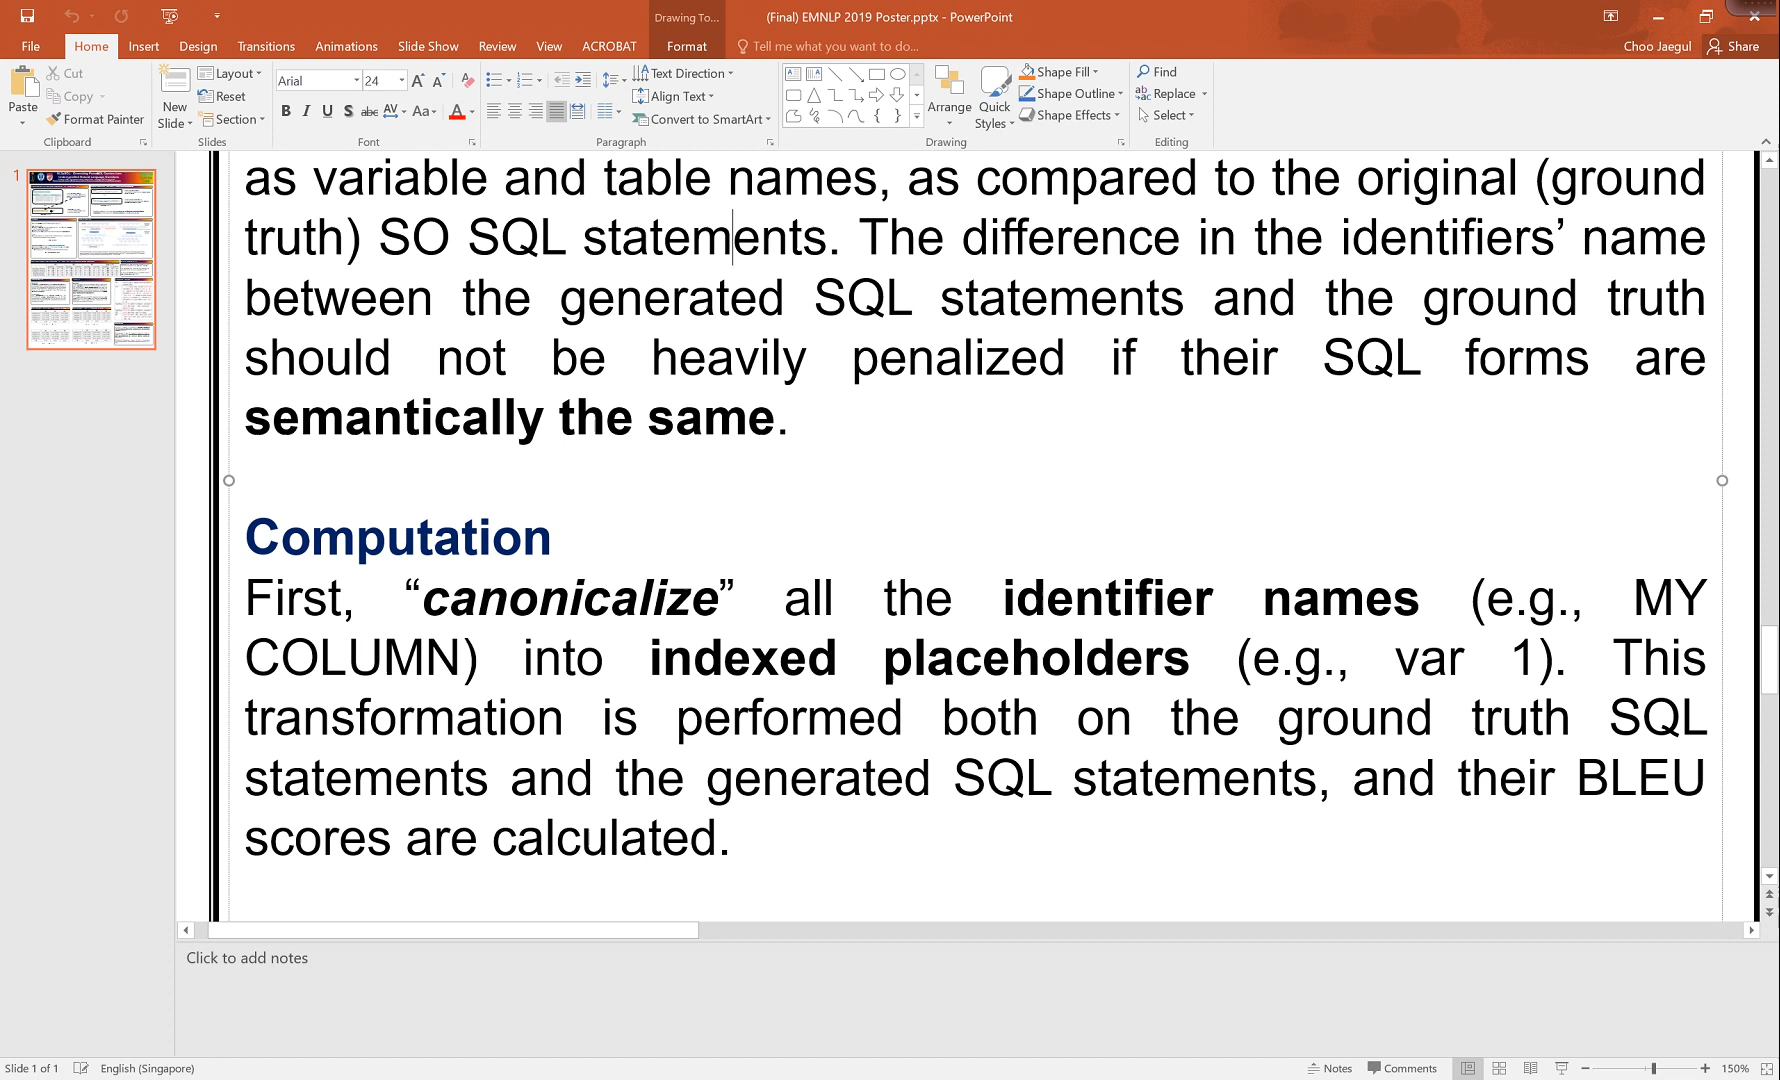 (Final) EMNLP 2019 Poster.pptx - PowerPoint
Drawing To...
File Home Insert Design Transitions Animations Slide Show Review View ACROBAT Format Tell me what you want to do... Choo Jaegul Share
Paste
Cut
Copy
Format Painter
Clipboard
New Slide
Layout
Reset
Section
Slides
Arial 24
B I U S abc AV Aa A
Font
Text Direction
Align Text
Convert to SmartArt
Paragraph
Arrange
Quick Styles
Shape Fill
Shape Outline
Shape Effects
Drawing
Find
Replace
Select
Editing
1
as variable and table names, as compared to the original (ground
truth) SO SQL statements. The difference in the identifiers’ name
between the generated SQL statements and the ground truth
should not be heavily penalized if their SQL forms are
semantically the same.
Computation
First, “canonicalize” all the identifier names (e.g., MY
COLUMN) into indexed placeholders (e.g., var 1). This
transformation is performed both on the ground truth SQL
statements and the generated SQL statements, and their BLEU
scores are calculated.
Click to add notes
Slide 1 of 1 English (Singapore) Notes Comments 150%